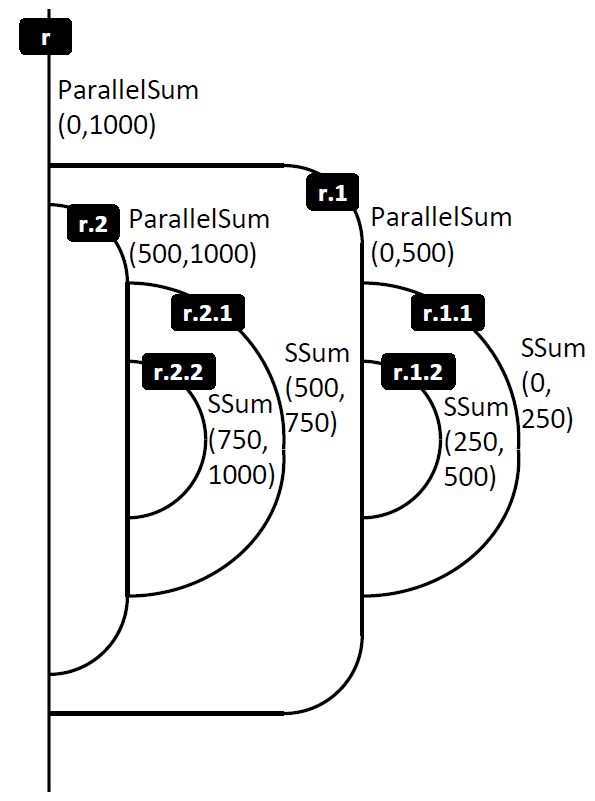 r
ParallelSum
(0,1000)
r.1
r.2
ParallelSum
(500,1000)
ParallelSum
(0,500)
r.2.1
r.1.1
SSum
(500,
750)
SSum
(0,
250)
r.2.2
r.1.2
SSum
(750,
1000)
SSum
(250,
500)